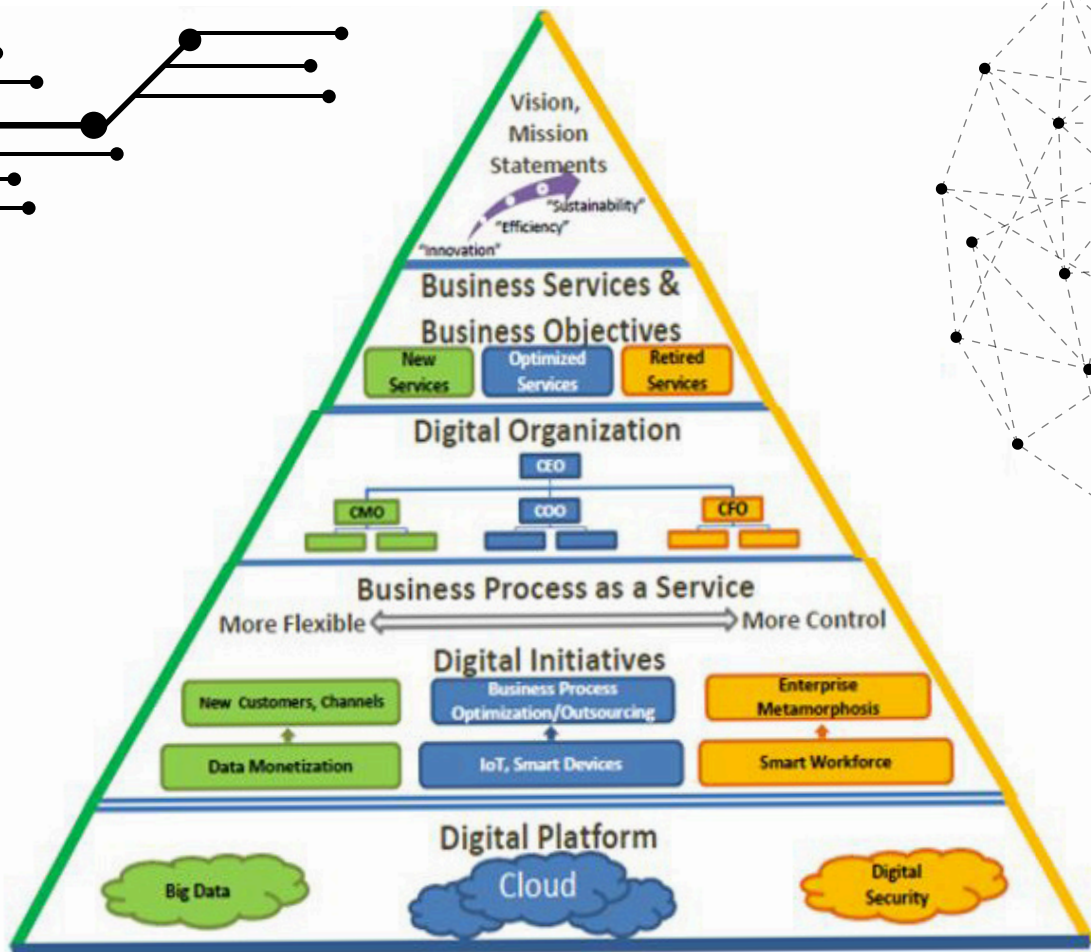 Vision,
Mission
Statements
"Sustainability"
"Efficiency"
"Innovation"
Business Services &
Business Objectives
New
Services
Optimized
Services
Retired
Services
Digital Organization
CEO
CMO
COO
CFO
Business Process as a Service
More Flexible
More Control
Digital Initiatives
New Customers, Channels
Business Process
Optimization/Outsourcing
Enterprise
Metamorphosis
Data Monetization
IoT, Smart Devices
Smart Workforce
Digital Platform
Big Data
Cloud
Digital
Security